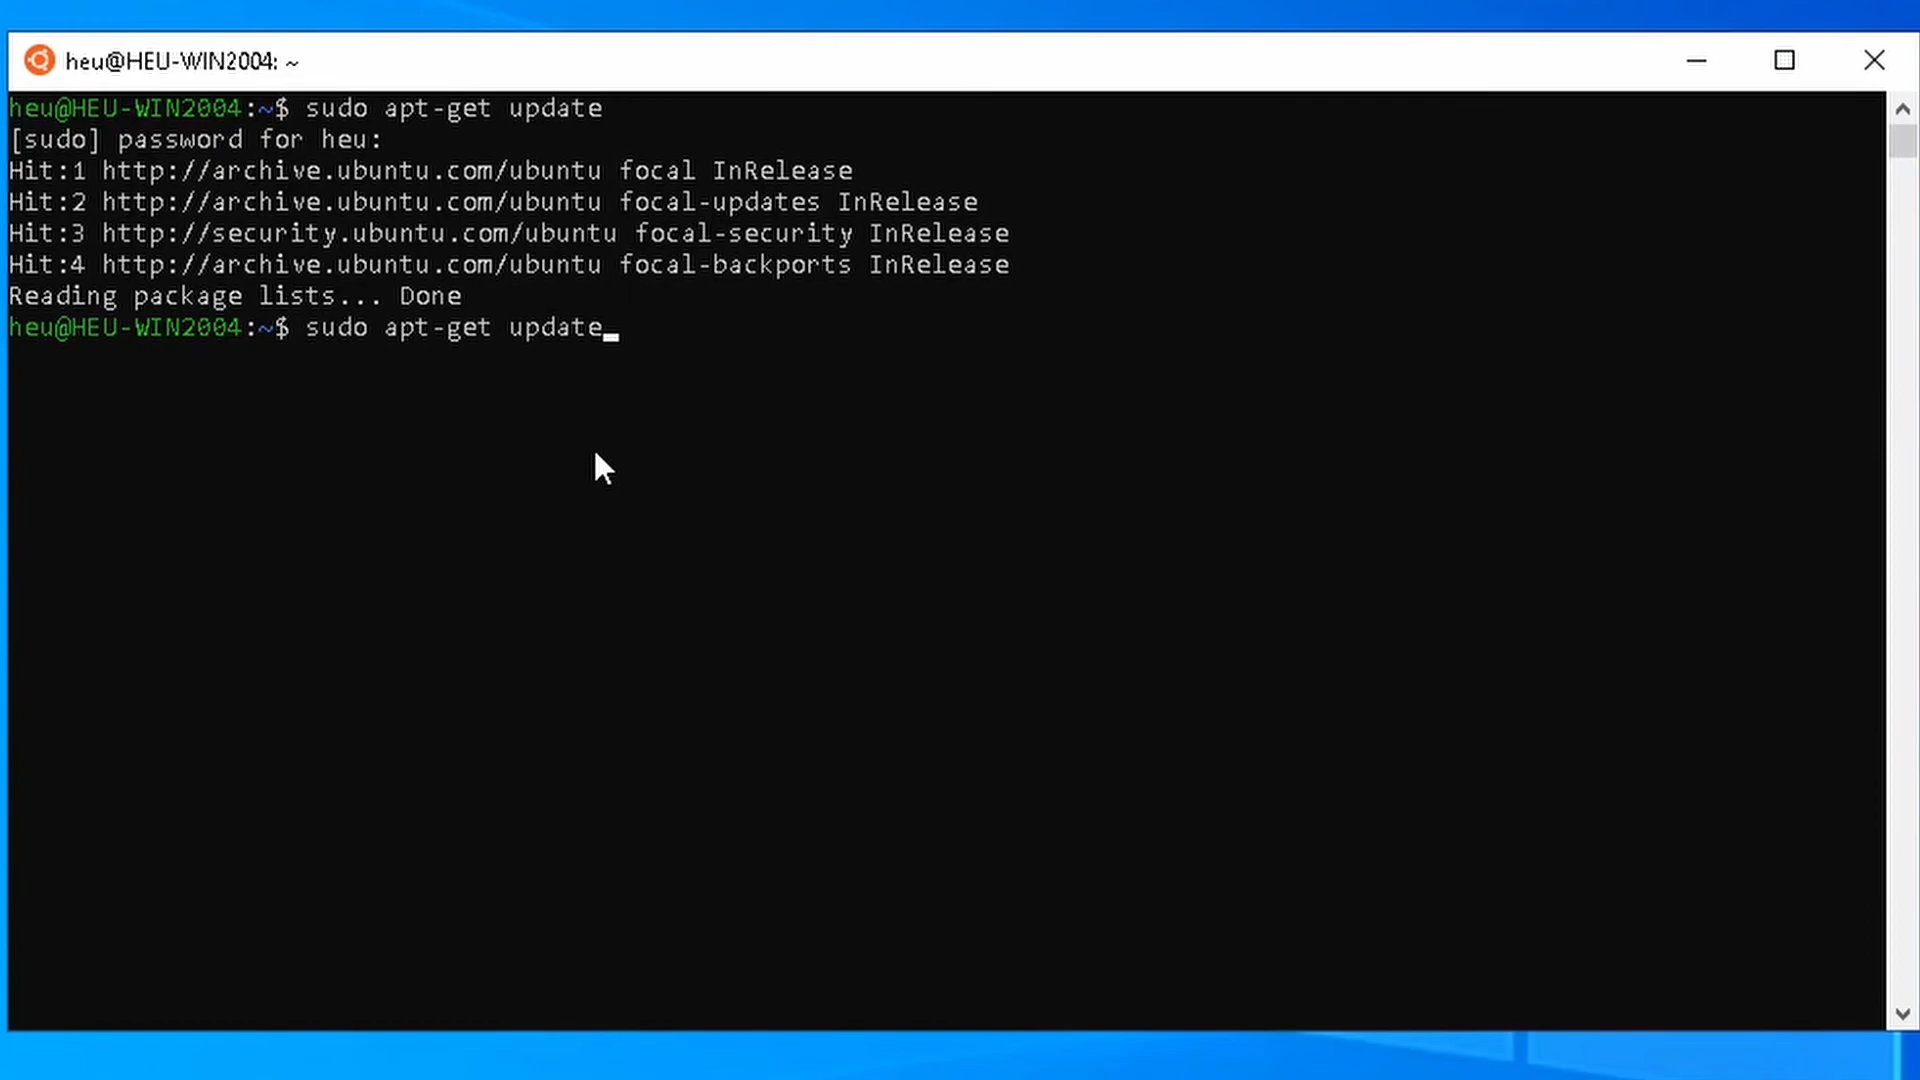 heu@HEU-WIN2004: ~
heu@HEU-WIN2004:~$ sudo apt-get update
[sudo] password for heu:
Hit:1 http://archive.ubuntu.com/ubuntu focal InRelease
Hit:2 http://archive.ubuntu.com/ubuntu focal-updates InRelease
Hit:3 http://security.ubuntu.com/ubuntu focal-security InRelease
Hit:4 http://archive.ubuntu.com/ubuntu focal-backports InRelease
Reading package lists... Done
heu@HEU-WIN2004:~$ sudo apt-get update